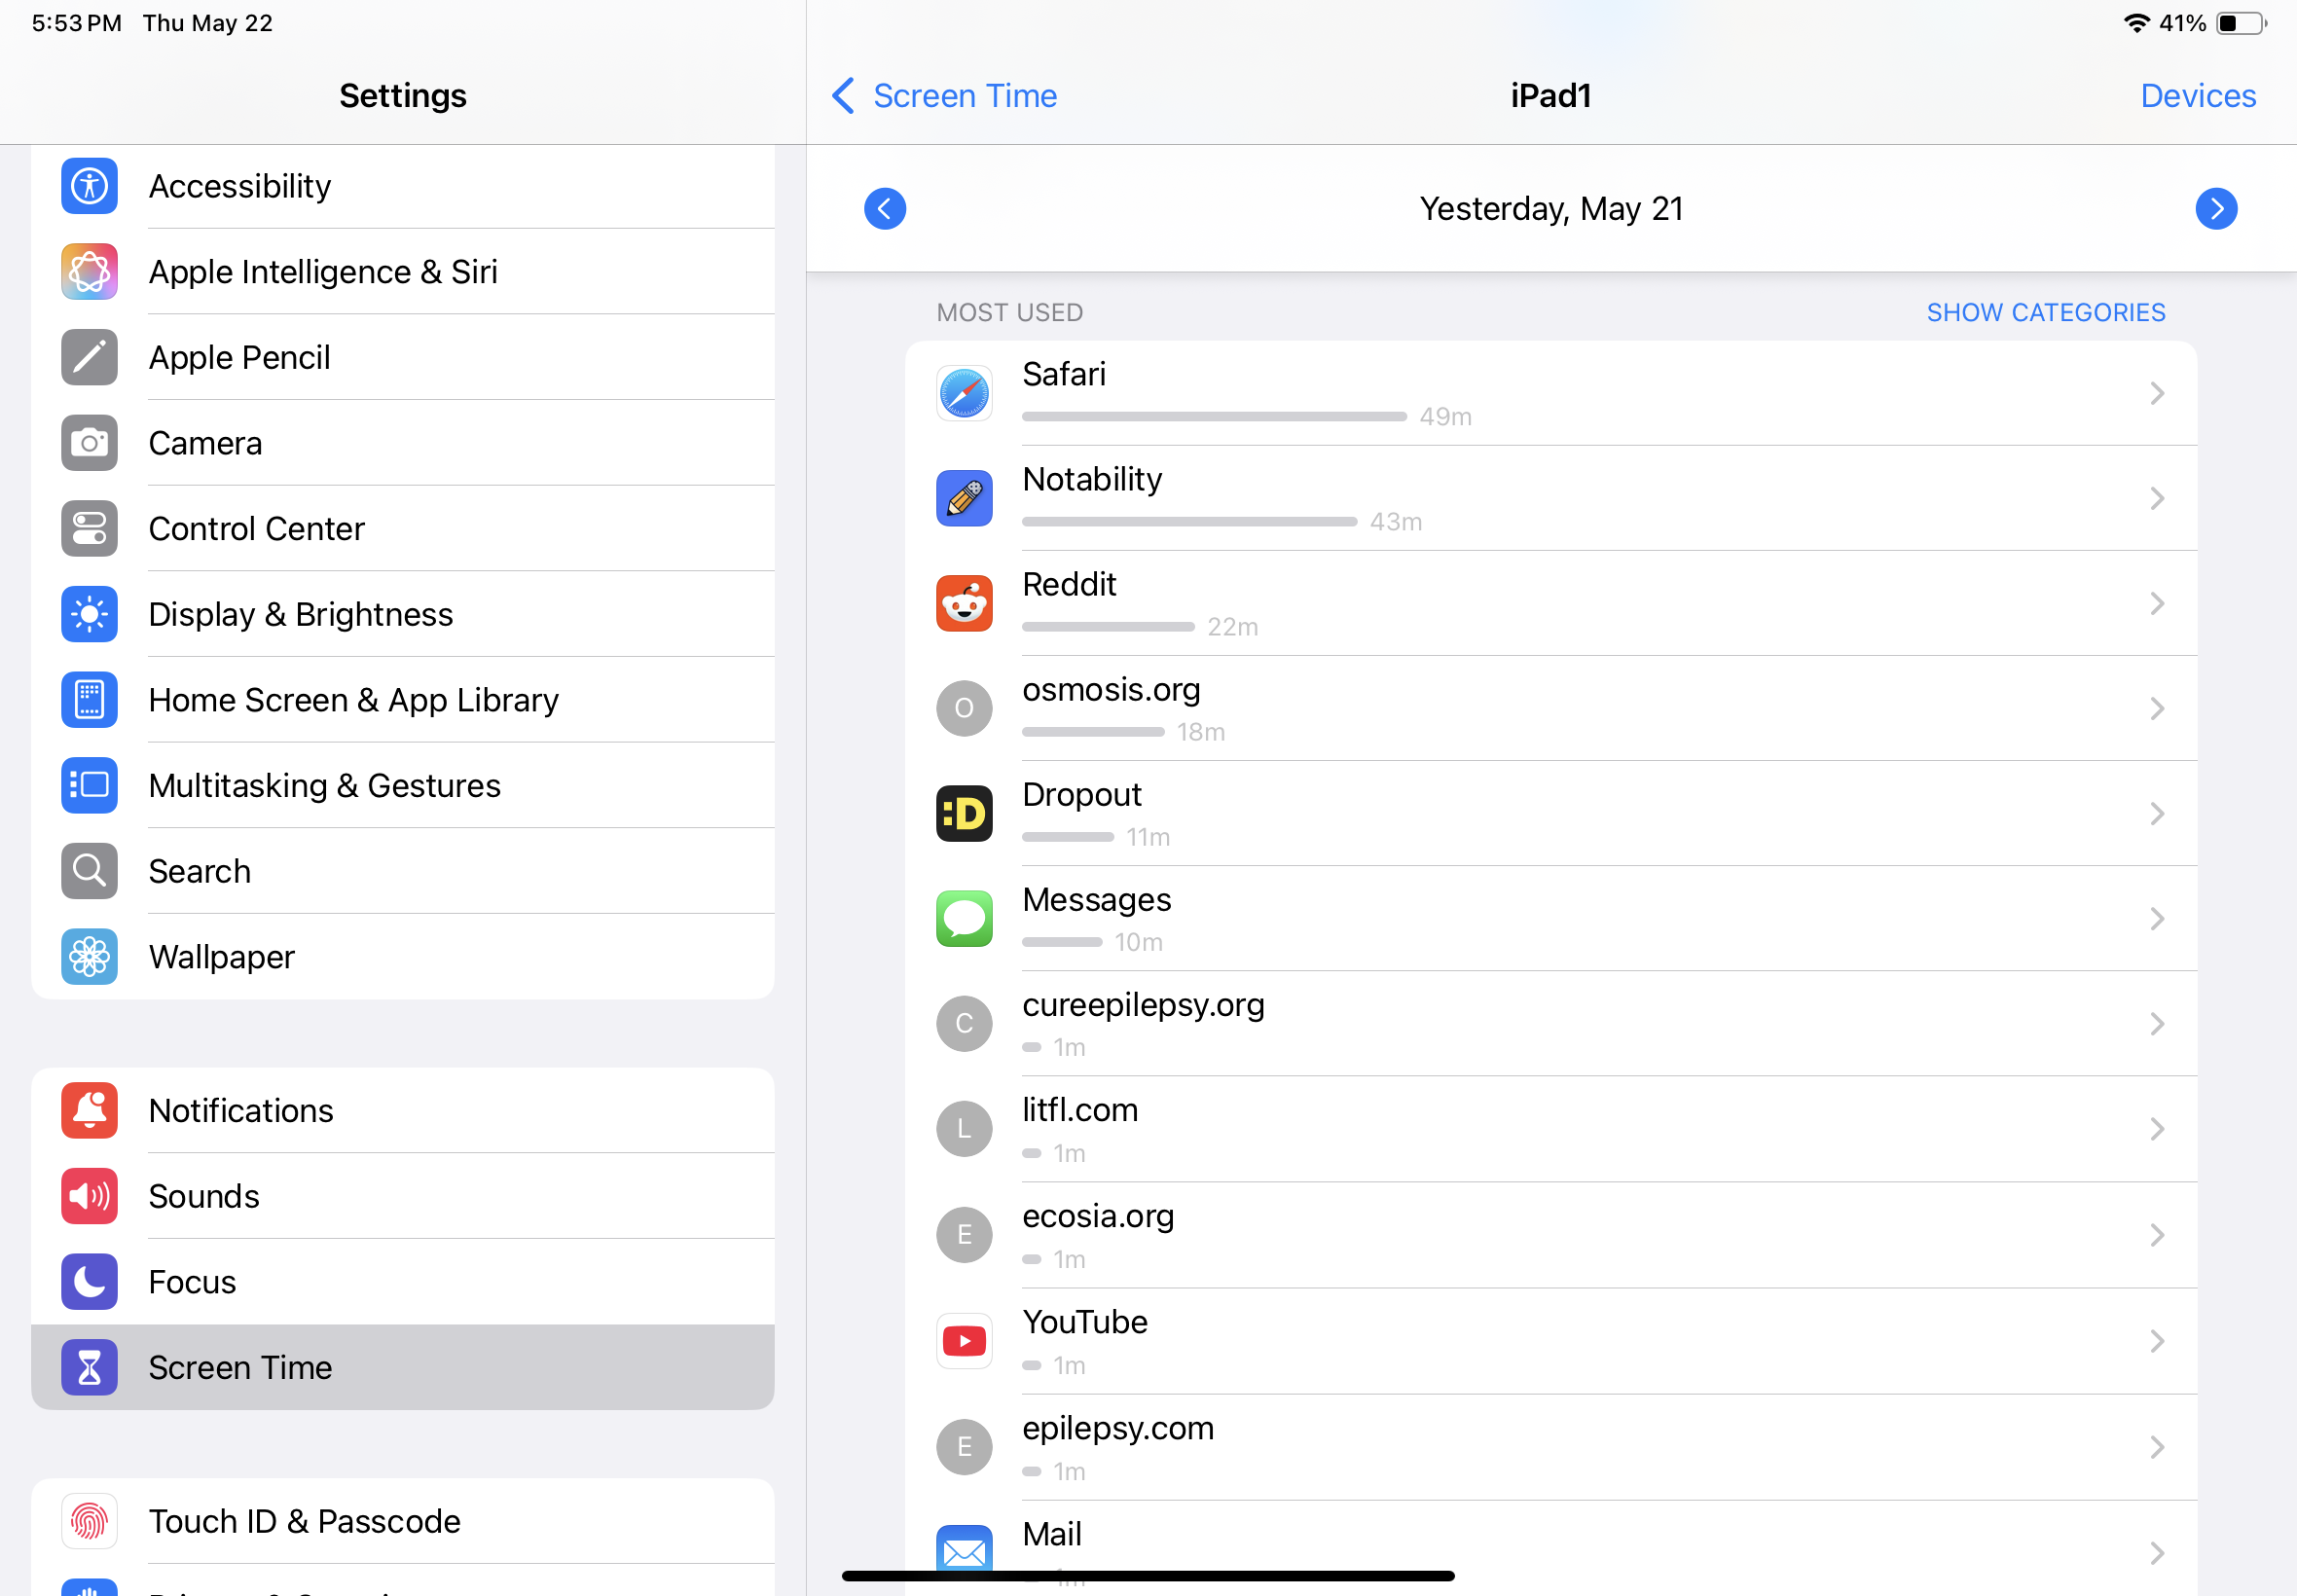 5:53 PM Thu May 22
41%
Settings
Accessibility
Apple Intelligence & Siri
Apple Pencil
Camera
Control Center
Display & Brightness
Home Screen & App Library
Multitasking & Gestures
Search
Wallpaper
Notifications
Sounds
Focus
Screen Time
Touch ID & Passcode
Screen Time
iPad1
Devices
Yesterday, May 21
MOST USED
SHOW CATEGORIES
Safari
49m
Notability
43m
Reddit
22m
O
osmosis.org
18m
:D
Dropout
11m
Messages
10m
C
cureepilepsy.org
1m
L
litfl.com
1m
E
ecosia.org
1m
YouTube
1m
E
epilepsy.com
1m
Mail